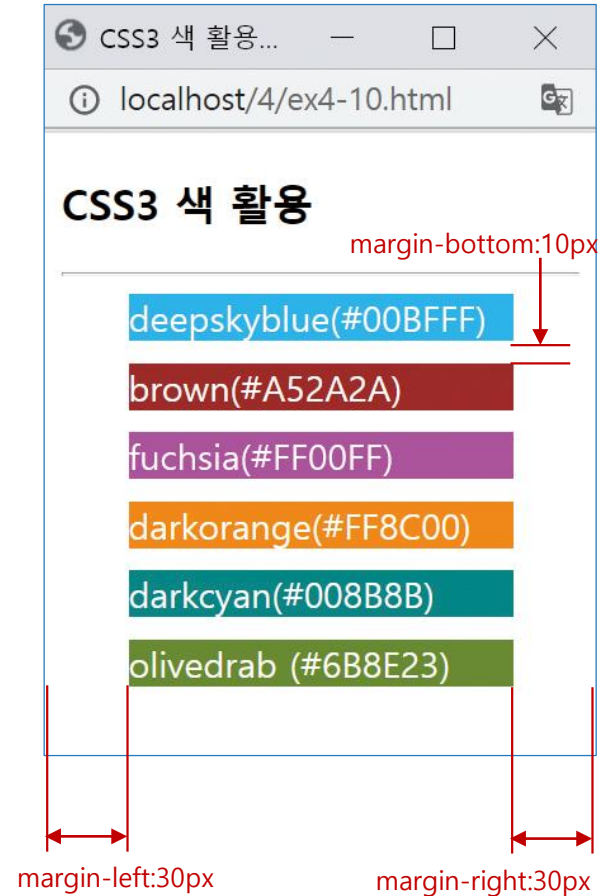 CSS3 색 활용...
localhost/4/ex4-10.html
CSS3 색 활용
margin-bottom:10px
deepskyblue(#00BFFF)
brown(#A52A2A)
fuchsia(#FF00FF)
darkorange(#FF8C00)
darkcyan(#008B8B)
olivedrab (#6B8E23)
margin-left:30px
margin-right:30px